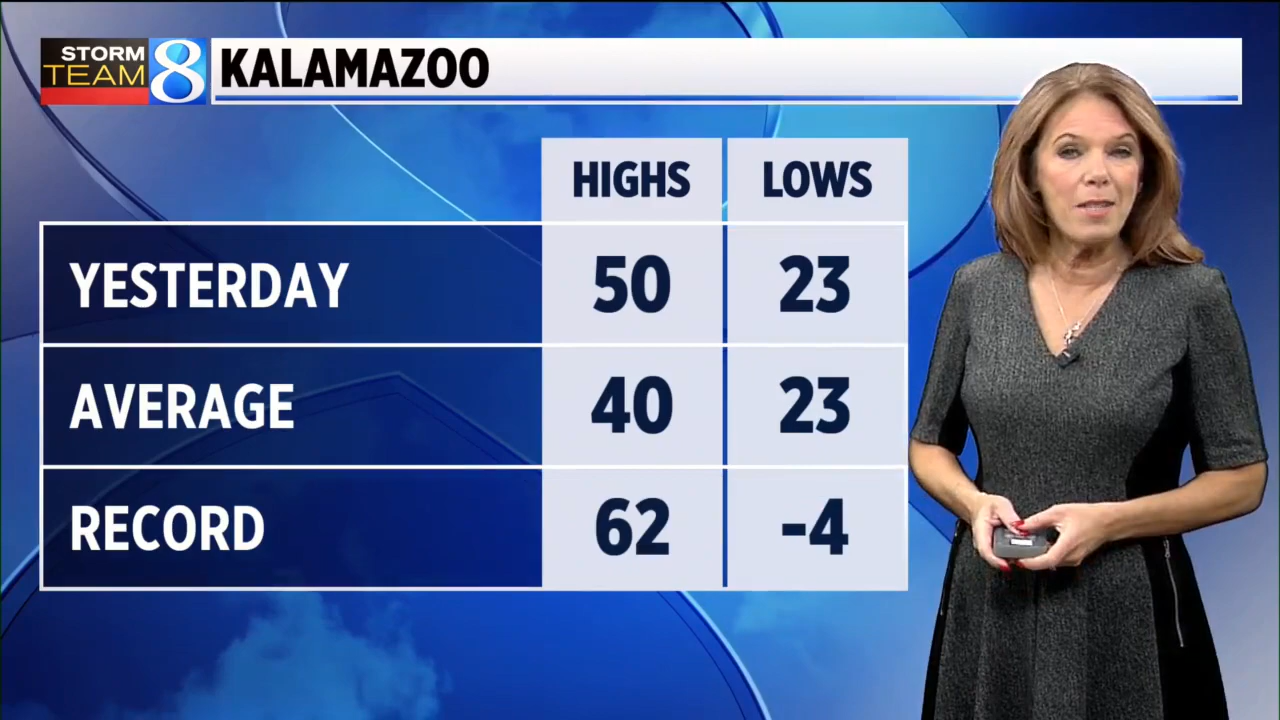 STORM
TEAM 8
KALAMAZOO
HIGHS LOWS
YESTERDAY 50 23
AVERAGE 40 23
RECORD 62 -4